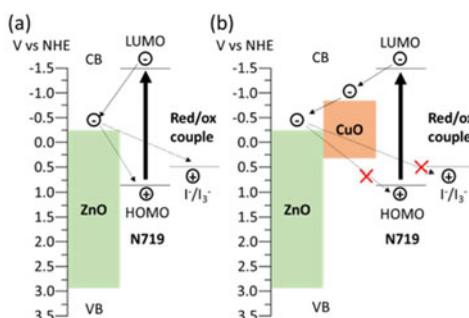 (a)
V vs NHE
CB
LUMO
-1.5
-1.0
-0.5
0.0
0.5
1.0
1.5
2.0
2.5
3.0
3.5
Red/ox
couple
I⁻/I₃⁻
ZnO
HOMO
N719
VB
(b)
V vs NHE
CB
LUMO
-1.5
-1.0
-0.5
0.0
0.5
1.0
1.5
2.0
2.5
3.0
3.5
CuO
Red/ox
couple
I⁻/I₃⁻
ZnO
HOMO
N719
VB